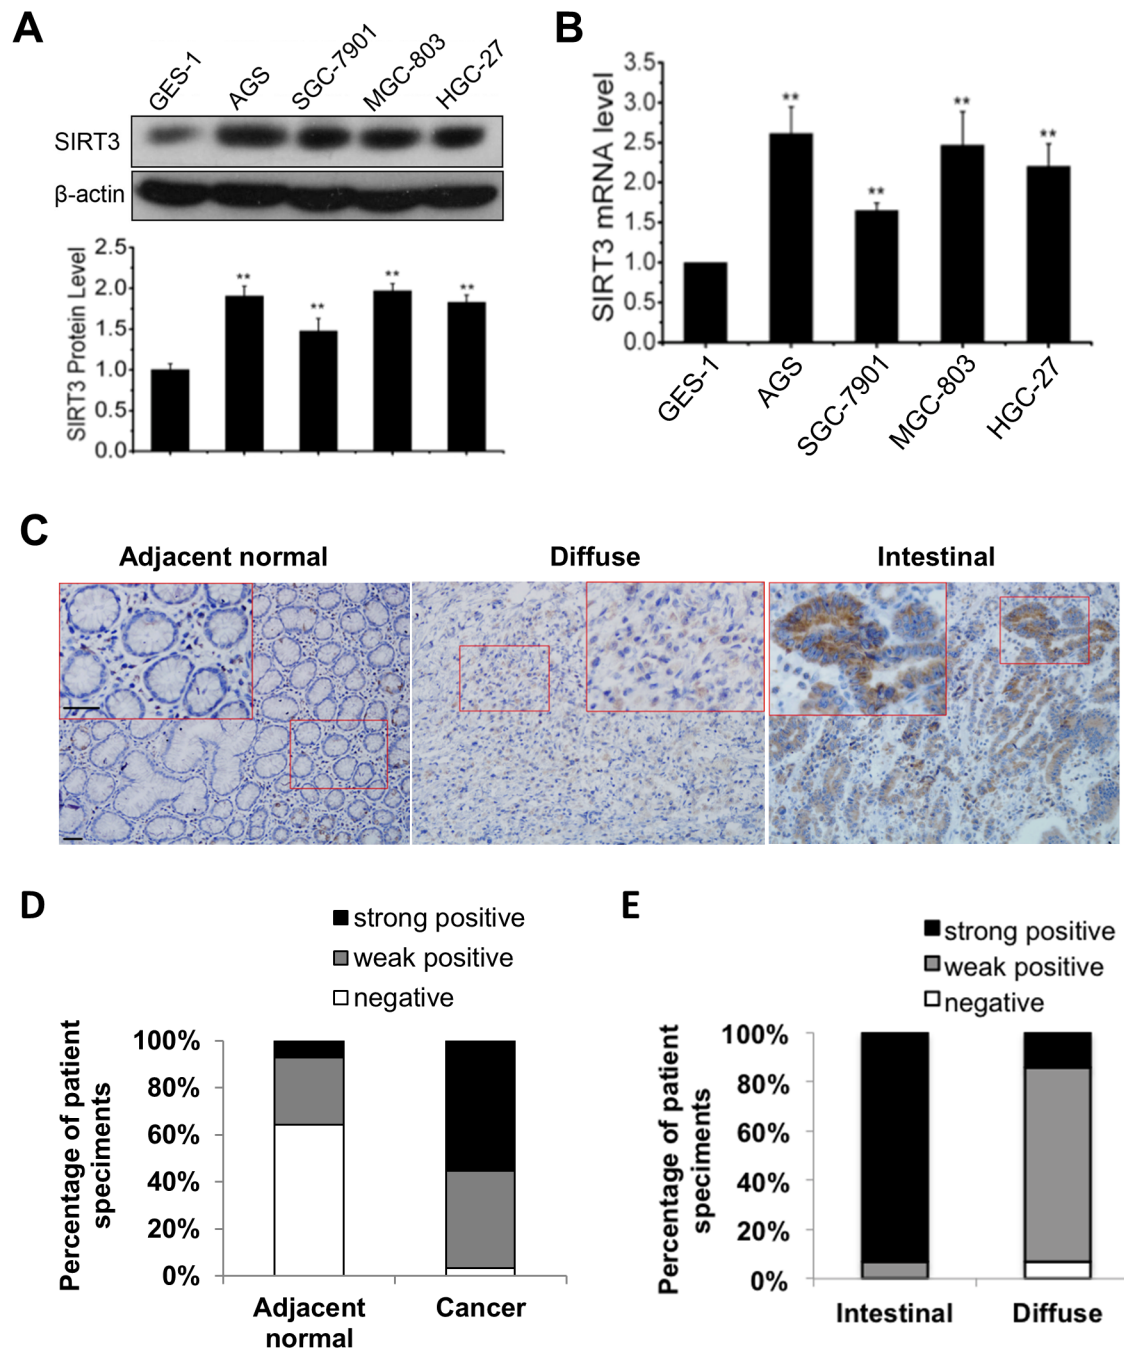 A
GES-1
AGS
SGC-7901
MGC-803
HGC-27
SIRT3
β-actin
SIRT3 Protein Level
2.5
2.0
1.5
1.0
0.5
0.0
**
**
**
**
B
SIRT3 mRNA level
3.5
3.0
2.5
2.0
1.5
1.0
0.5
0.0
**
**
**
**
GES-1
AGS
SGC-7901
MGC-803
HGC-27
C
Adjacent normal
Diffuse
Intestinal
D
strong positive
weak positive
negative
Percentage of patient
speciments
100%
80%
60%
40%
20%
0%
Adjacent
normal
Cancer
E
strong positive
weak positive
negative
Percentage of patient
speciments
100%
80%
60%
40%
20%
0%
Intestinal
Diffuse